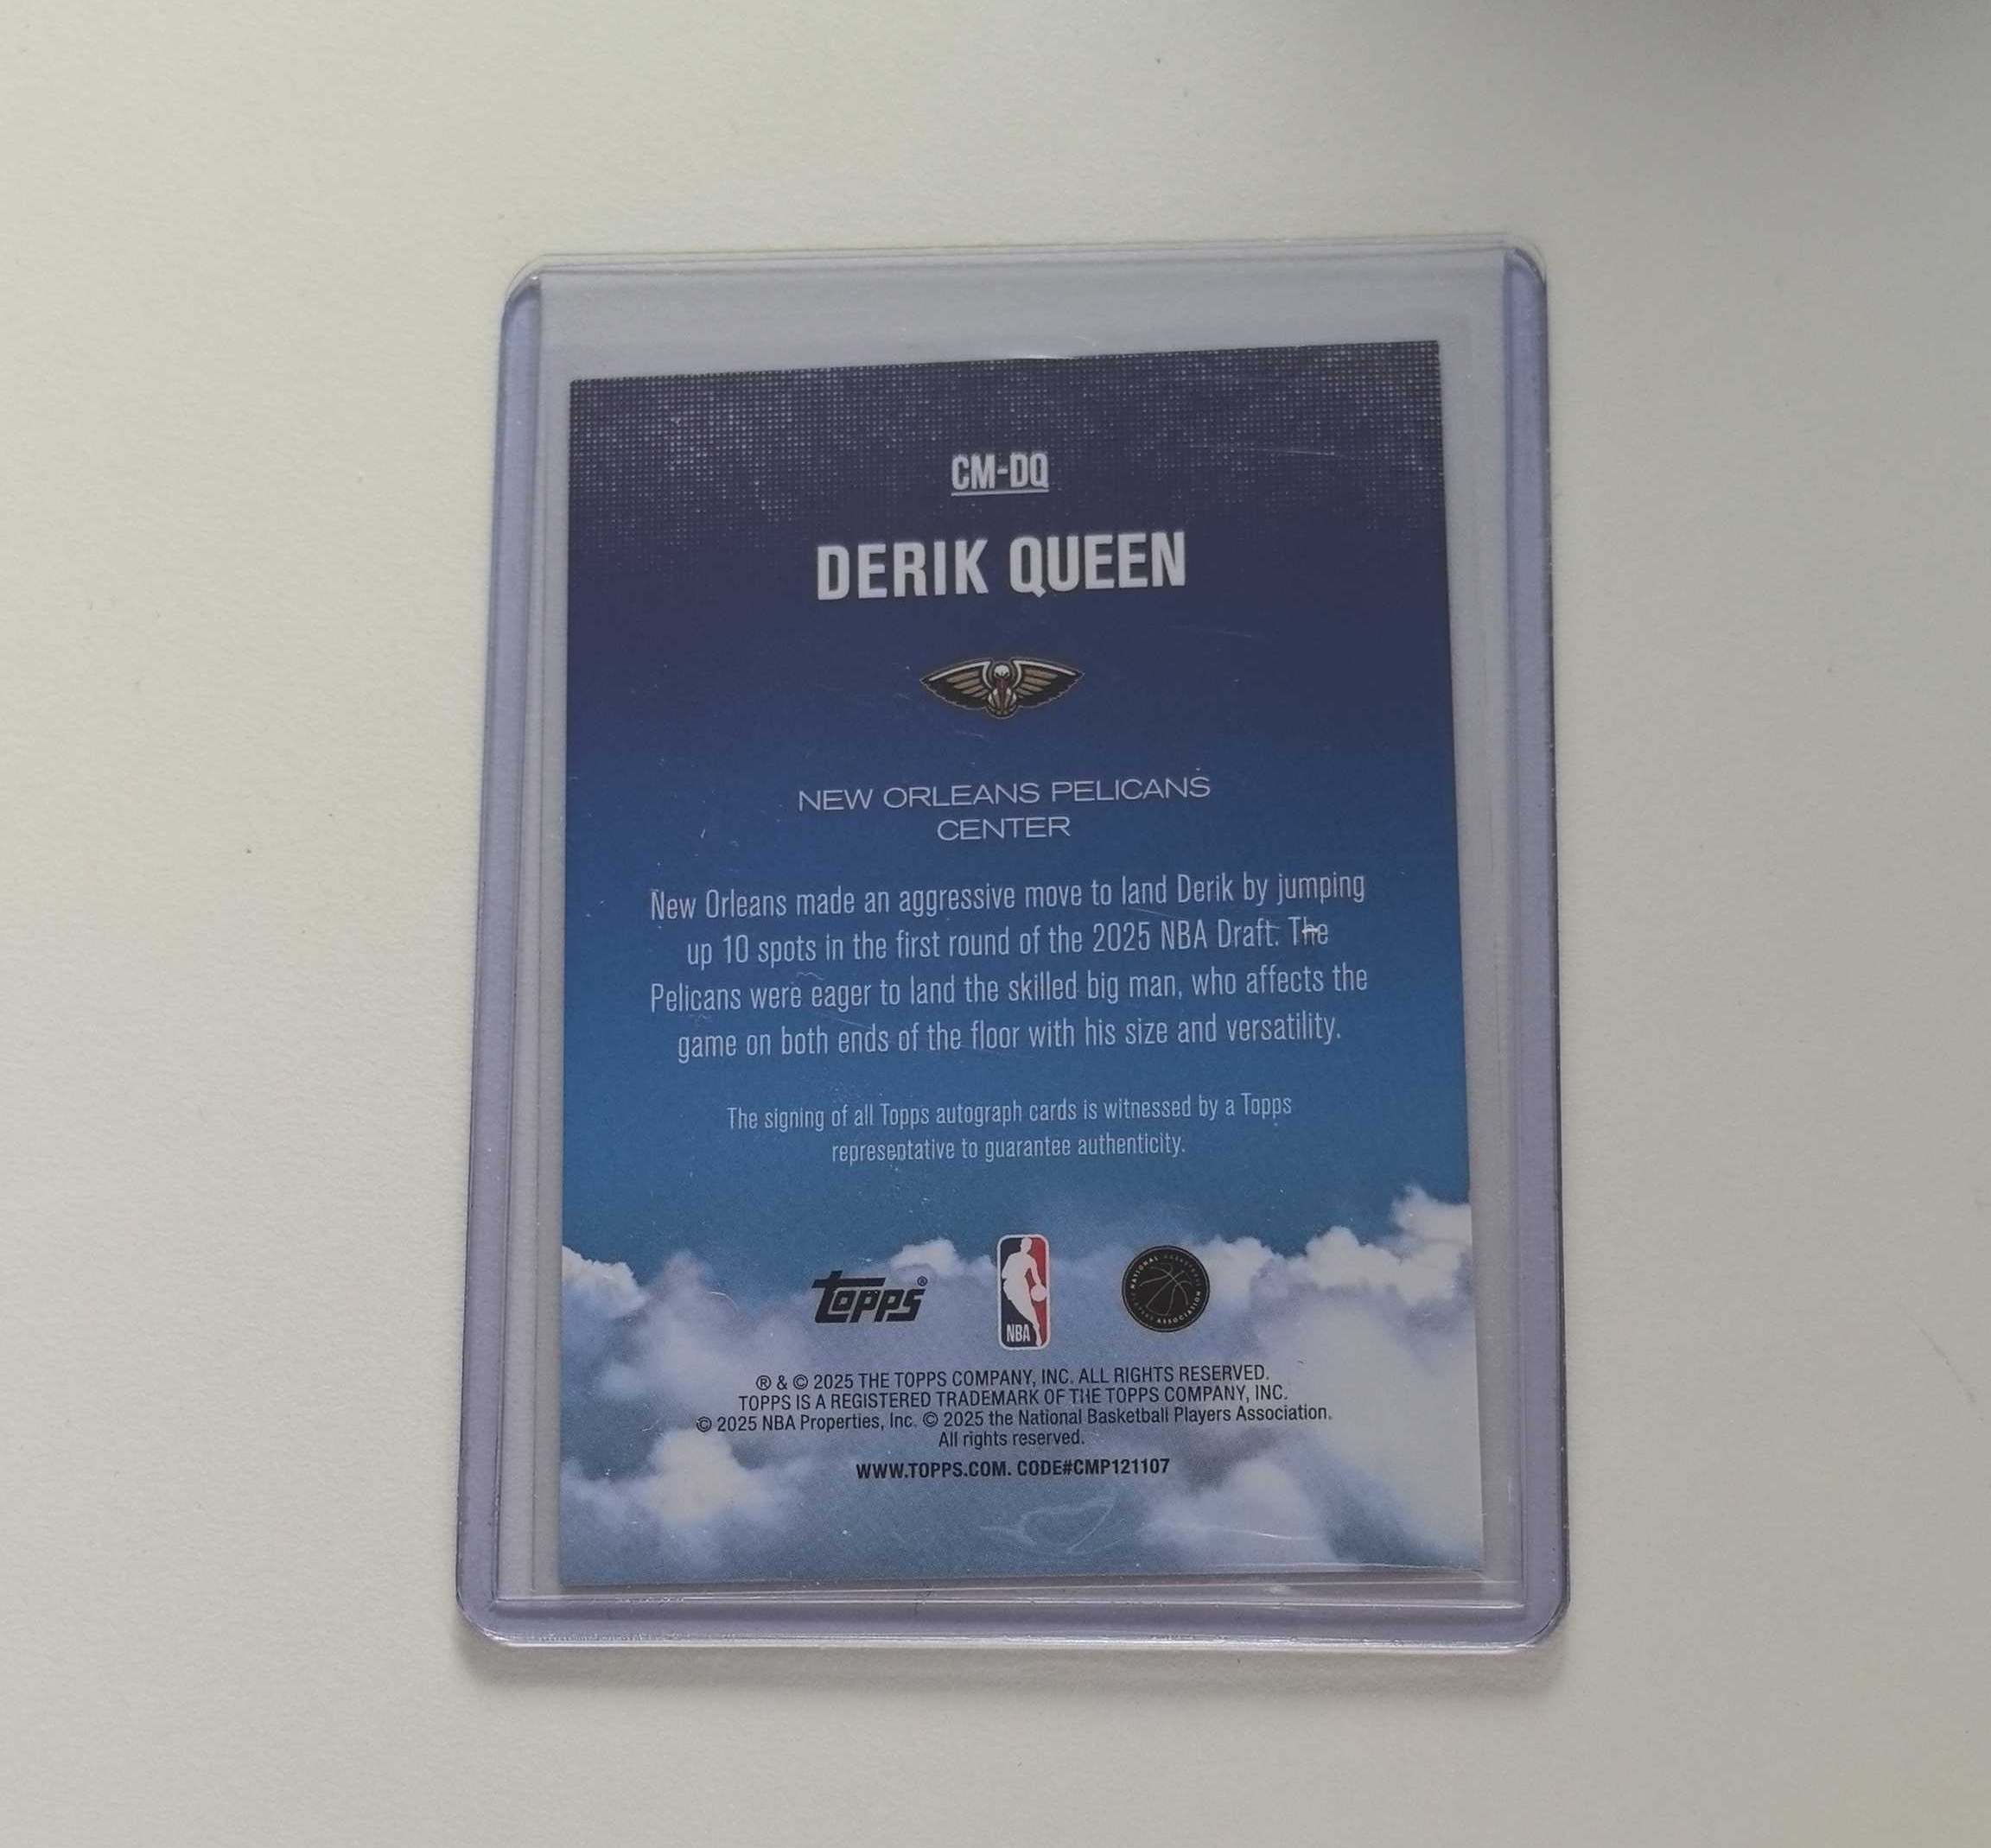 CM-DQ
DERIK QUEEN
NEW ORLEANS PELICANS
CENTER
New Orleans made an aggressive move to land Derik by jumping
up 10 spots in the first round of the 2025 NBA Draft. The
Pelicans were eager to land the skilled big man, who affects the
game on both ends of the floor with his size and versatility.
The signing of all Topps autograph cards is witnessed by a Topps
representative to guarantee authenticity.
topps®
NBA
NATIONAL BASKETBALL PLAYERS ASSOCIATION
® & © 2025 THE TOPPS COMPANY, INC. ALL RIGHTS RESERVED.
TOPPS IS A REGISTERED TRADEMARK OF THE TOPPS COMPANY, INC.
© 2025 NBA Properties, Inc. © 2025 the National Basketball Players Association.
All rights reserved.
WWW.TOPPS.COM. CODE#CMP121107